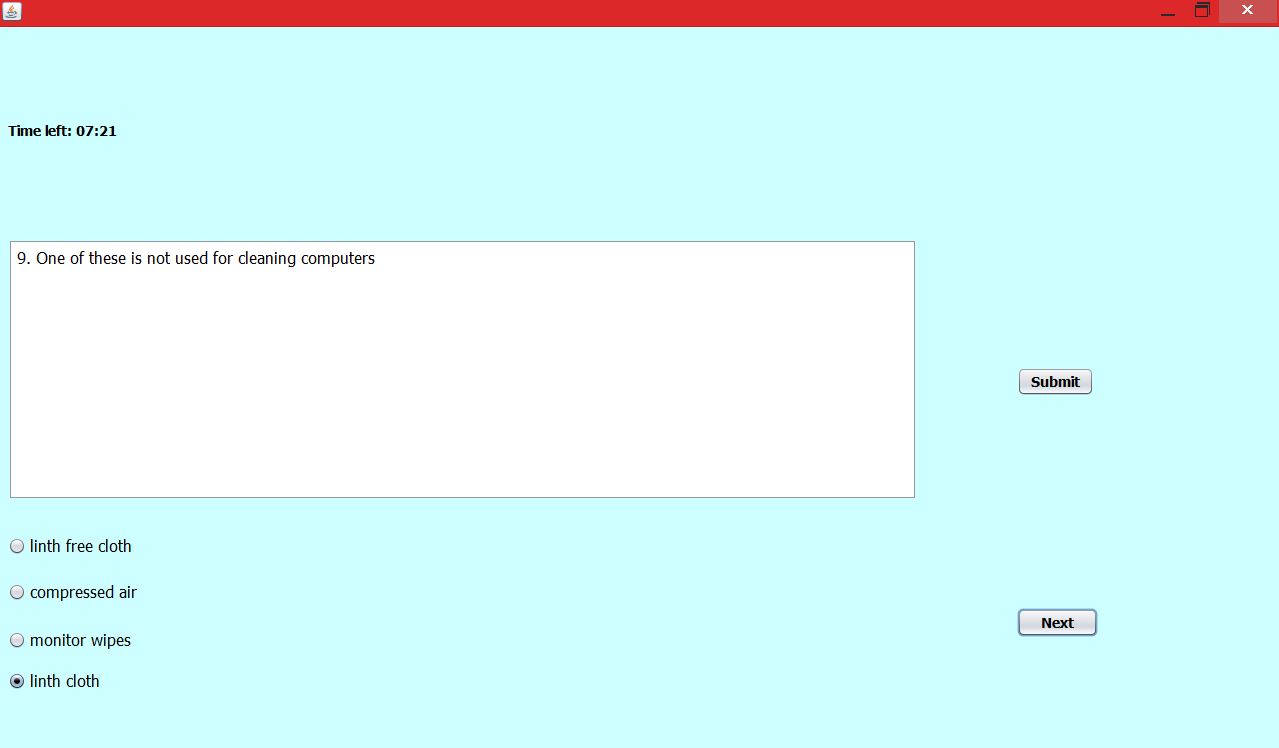 Time left: 07:21
9. One of these is not used for cleaning computers
Submit
linth free cloth
compressed air
monitor wipes
Next
linth cloth